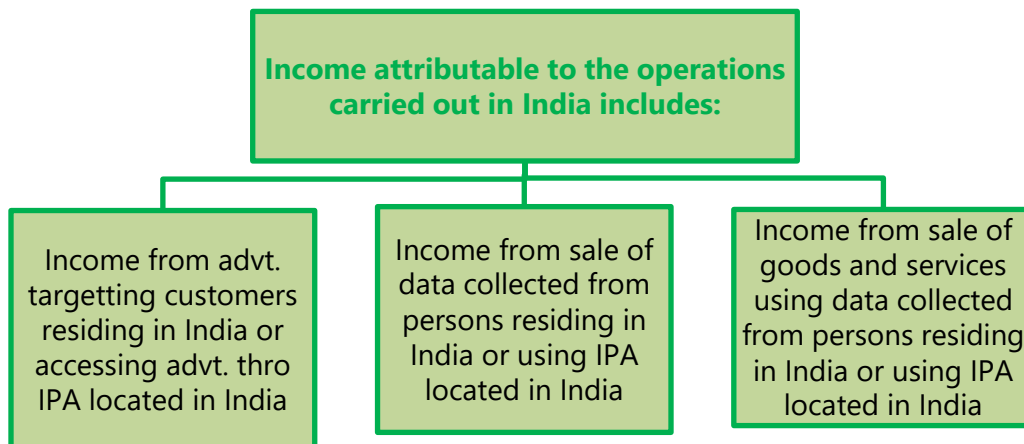 Income attributable to the operations
carried out in India includes:
Income from advt.
targetting customers
residing in India or
accessing advt. thro
IPA located in India
Income from sale of
data collected from
persons residing in
India or using IPA
located in India
Income from sale of
goods and services
using data collected
from persons residing
in India or using IPA
located in India